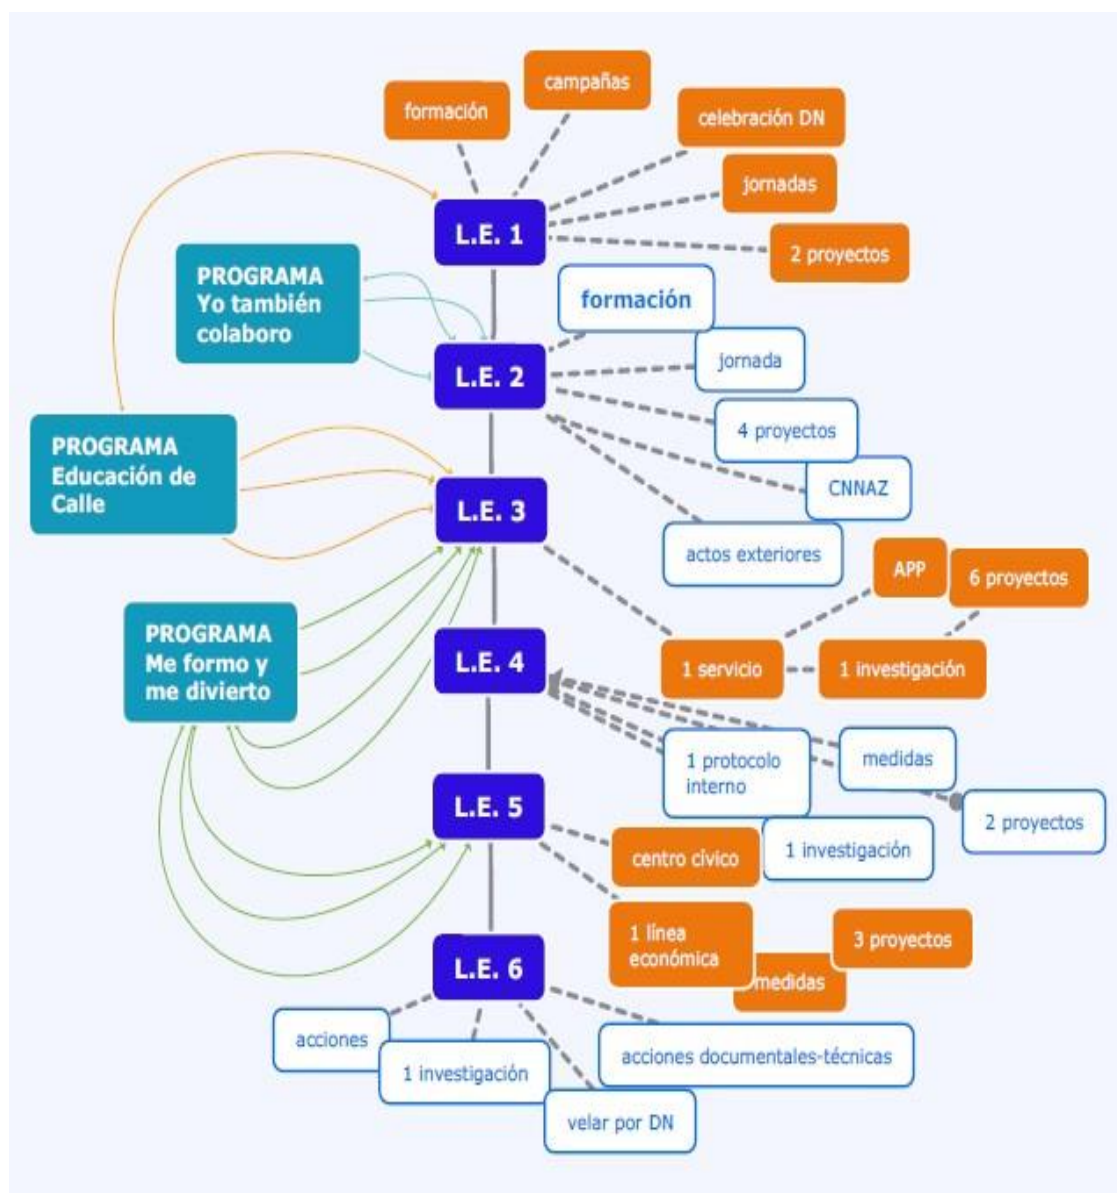 campañas
formación
celebración DN
jornadas
L.E. 1
2 proyectos
PROGRAMA
Yo también
colaboro
formación
jornada
L.E. 2
4 proyectos
PROGRAMA
Educación de
Calle
CNNAZ
L.E. 3
actos exteriores
APP
6 proyectos
PROGRAMA
Me formo y
me divierto
L.E. 4
1 servicio
1 investigación
1 protocolo
interno
medidas
2 proyectos
L.E. 5
centro cívico
1 investigación
1 línea
económica
3 proyectos
medidas
L.E. 6
acciones
1 investigación
acciones documentales-técnicas
velar por DN